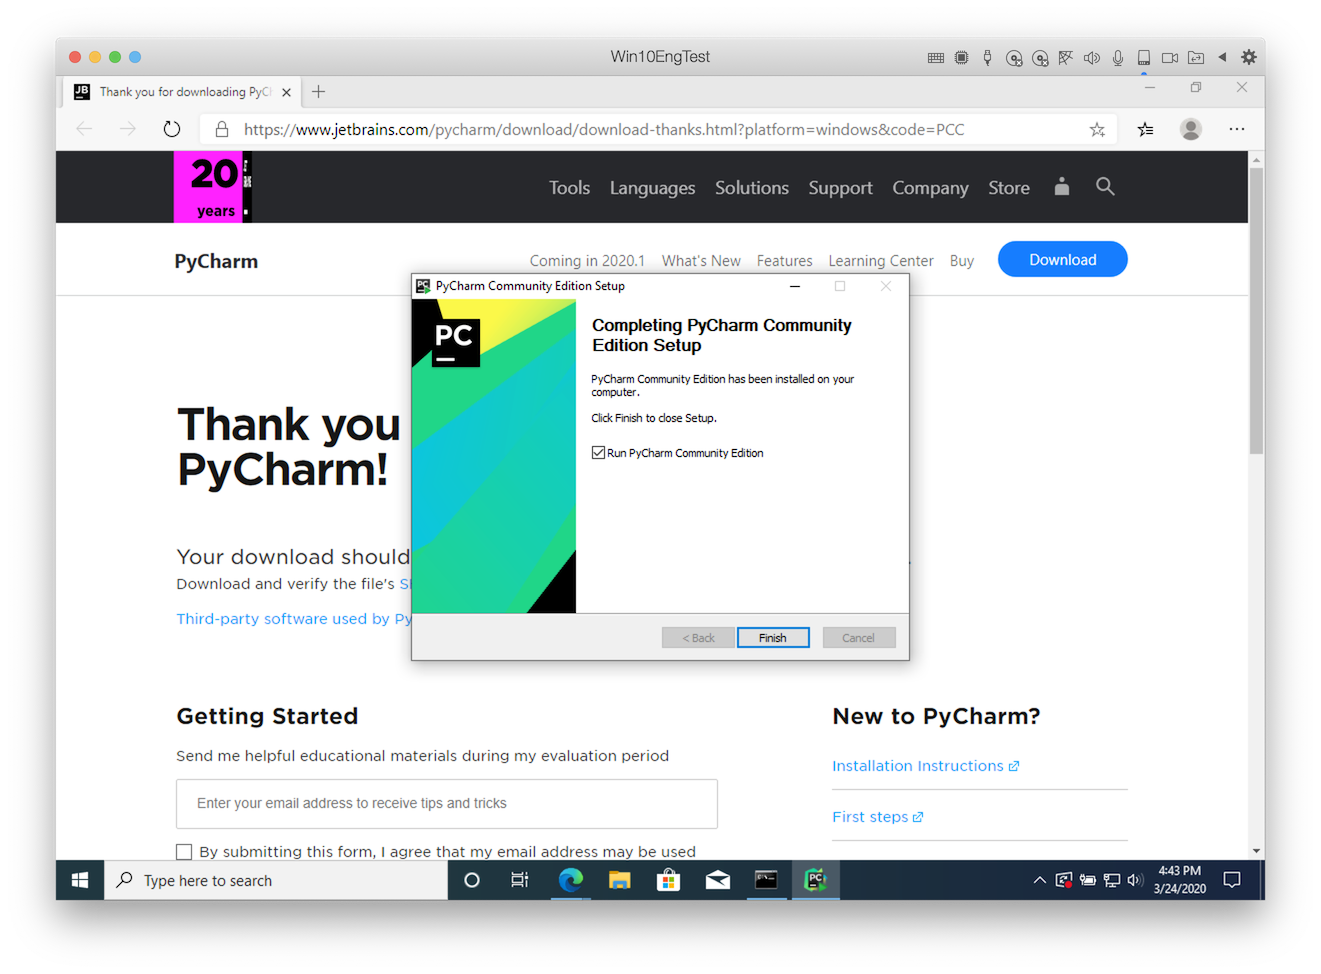 Win10EngTest
JB
Thank you for downloading PyCh
https://www.jetbrains.com/pycharm/download/download-thanks.html?platform=windows&code=PCC
20
years
Tools Languages Solutions Support Company Store
PyCharm
Coming in 2020.1 What's New Features Learning Center Buy Download
PyCharm Community Edition Setup
PC
Completing PyCharm Community
Edition Setup
PyCharm Community Edition has been installed on your
computer.
Click Finish to close Setup.
Run PyCharm Community Edition
< Back Finish Cancel
Thank you
PyCharm!
Your download should
Download and verify the file's
Third-party software used by Py
Getting Started
Send me helpful educational materials during my evaluation period
Enter your email address to receive tips and tricks
By submitting this form, I agree that my email address may be used
New to PyCharm?
Installation Instructions
First steps
Type here to search
PC
4:43 PM
3/24/2020